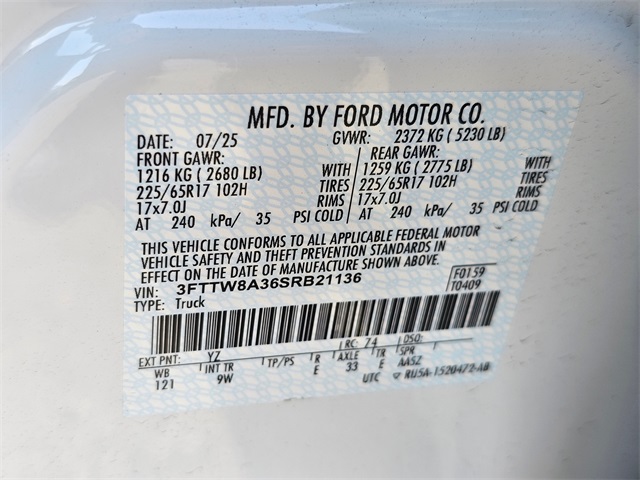 MFD. BY FORD MOTOR CO.
DATE: 07/25 GVWR: 2372 KG ( 5230 LB)
FRONT GAWR: REAR GAWR:
1216 KG ( 2680 LB) WITH 1259 KG ( 2775 LB) WITH
225/65R17 102H TIRES 225/65R17 102H TIRES
17x7.0J RIMS 17x7.0J RIMS
AT 240 kPa/ 35 PSI COLD AT 240 kPa/ 35 PSI COLD
THIS VEHICLE CONFORMS TO ALL APPLICABLE FEDERAL MOTOR
VEHICLE SAFETY AND THEFT PREVENTION STANDARDS IN
EFFECT ON THE DATE OF MANUFACTURE SHOWN ABOVE.
VIN: 3FTTW8A36SRB21136 F0159
TYPE: Truck T0409
EXT PNT: YZ RC: 74 DSO:
WB INT TR TP/PS R AXLE TR SPR
121 9W E 33 E AA5Z
UTC ▽ RU5A-1520472-AB